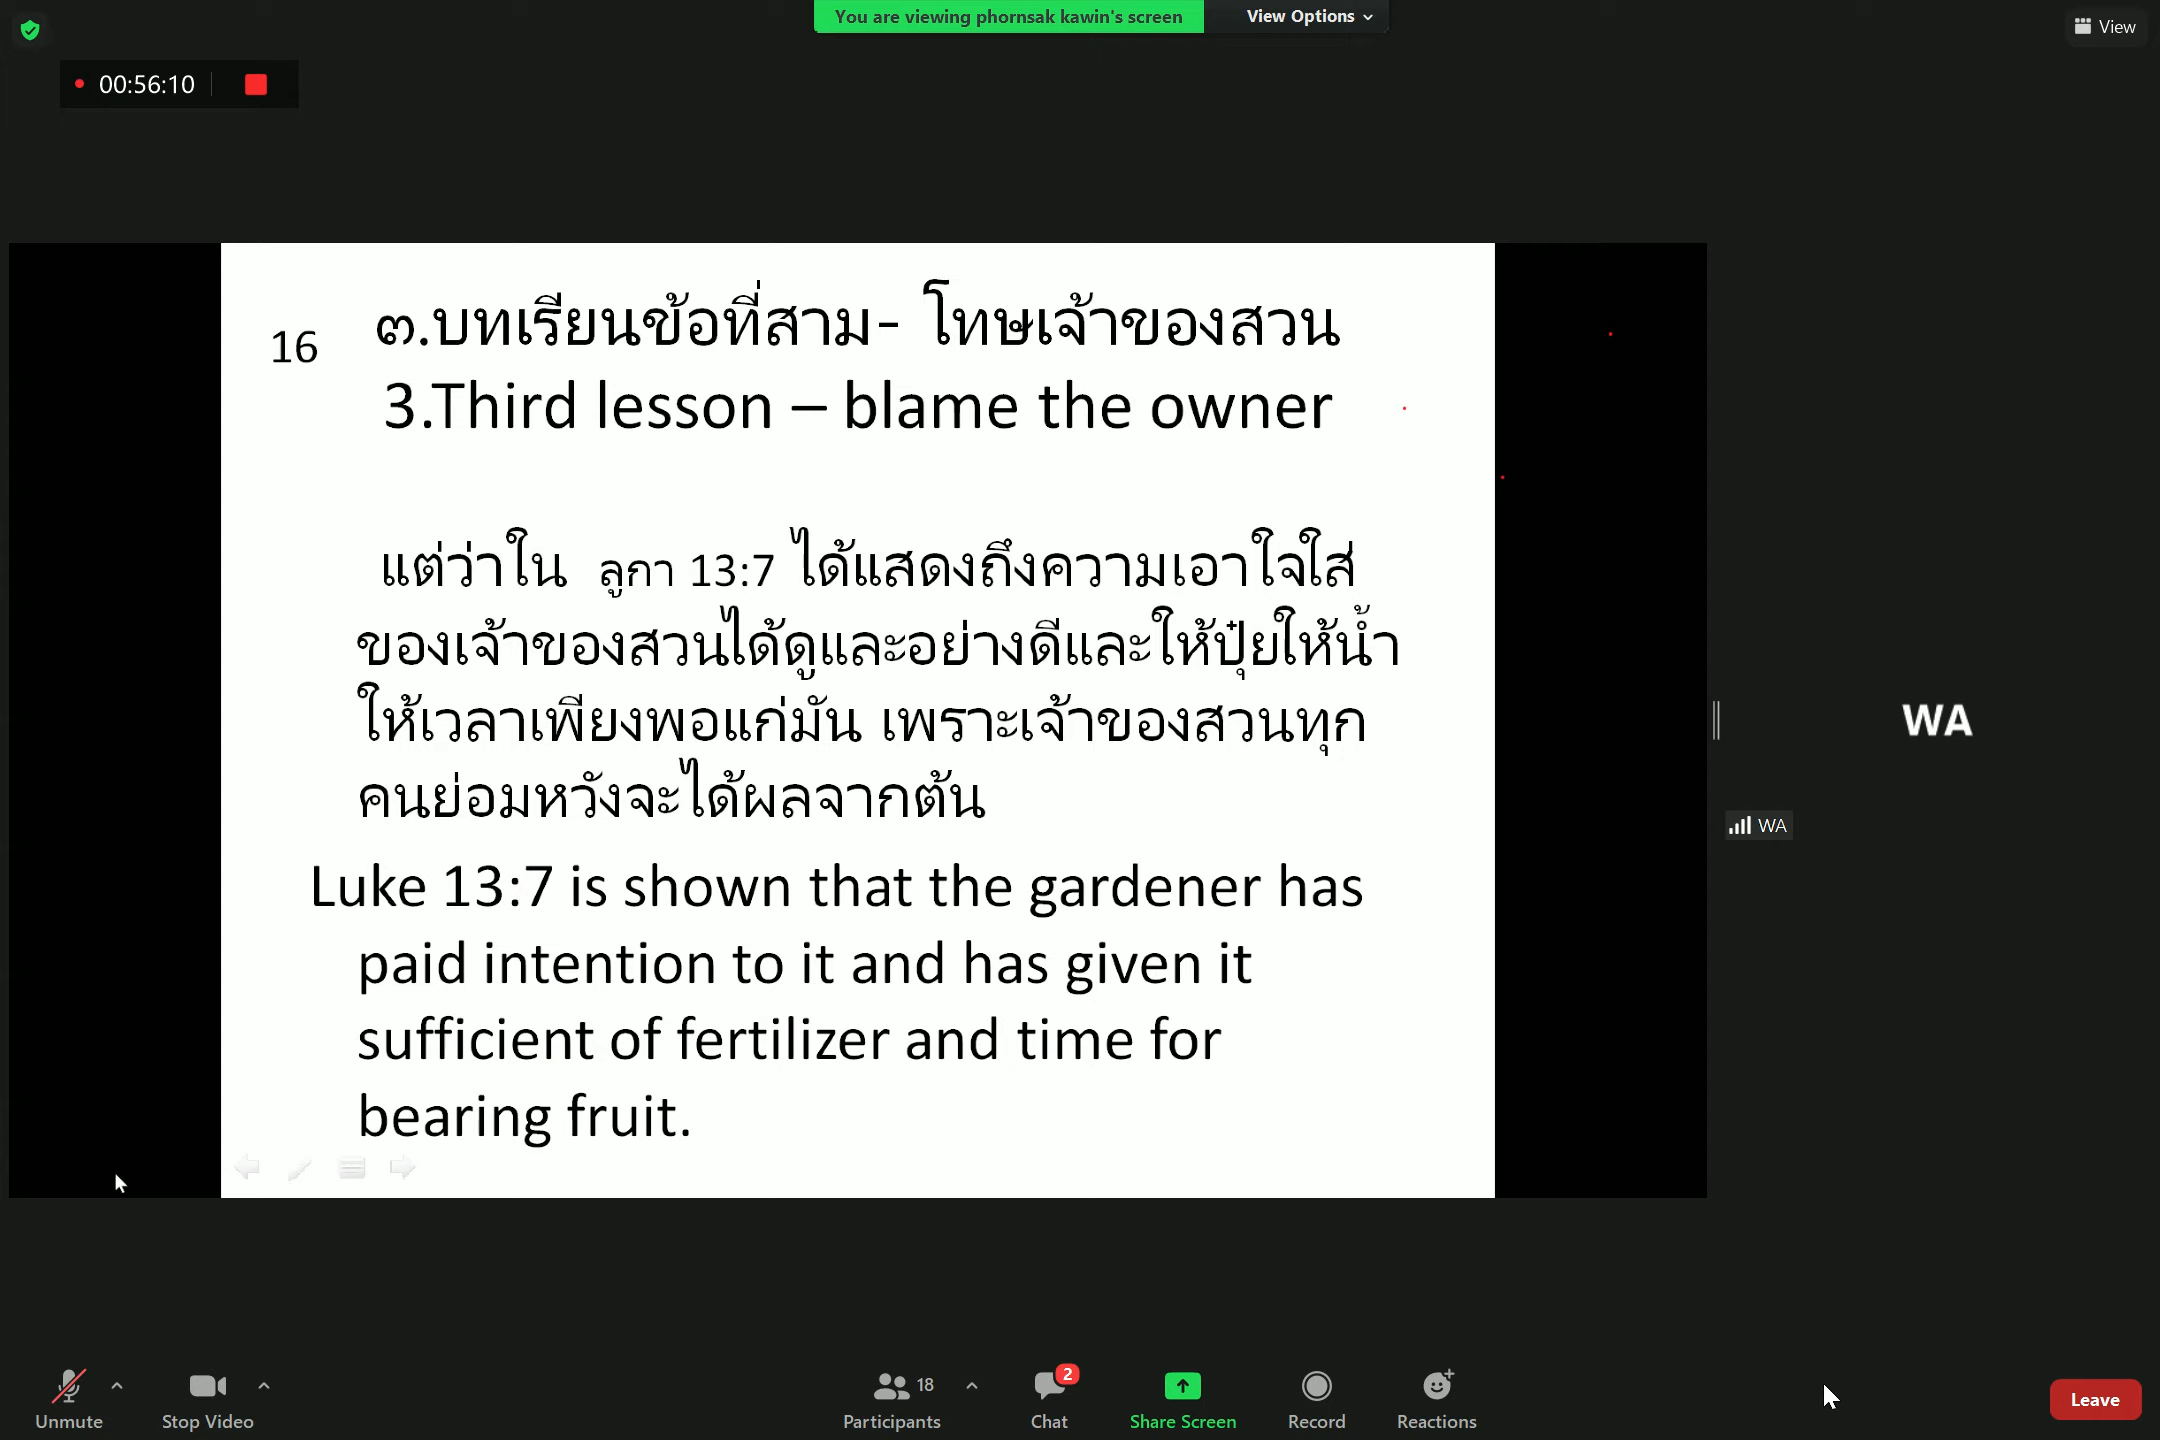 You are viewing phornsak kawin's screen
View Options
View
00:56:10
16
๓.บทเรียนข้อที่สาม- โทษเจ้าของสวน
3.Third lesson – blame the owner
แต่ว่าใน ลูกา 13:7 ได้แสดงถึงความเอาใจใส่
ของเจ้าของสวนได้ดูและอย่างดีและให้ปุ๋ยให้น้ำ
ให้เวลาเพียงพอแก่มัน เพราะเจ้าของสวนทุก
คนย่อมหวังจะได้ผลจากต้น
Luke 13:7 is shown that the gardener has
paid intention to it and has given it
sufficient of fertilizer and time for
bearing fruit.
WA
WA
Unmute
Stop Video
18
Participants
2
Chat
Share Screen
Record
Reactions
Leave